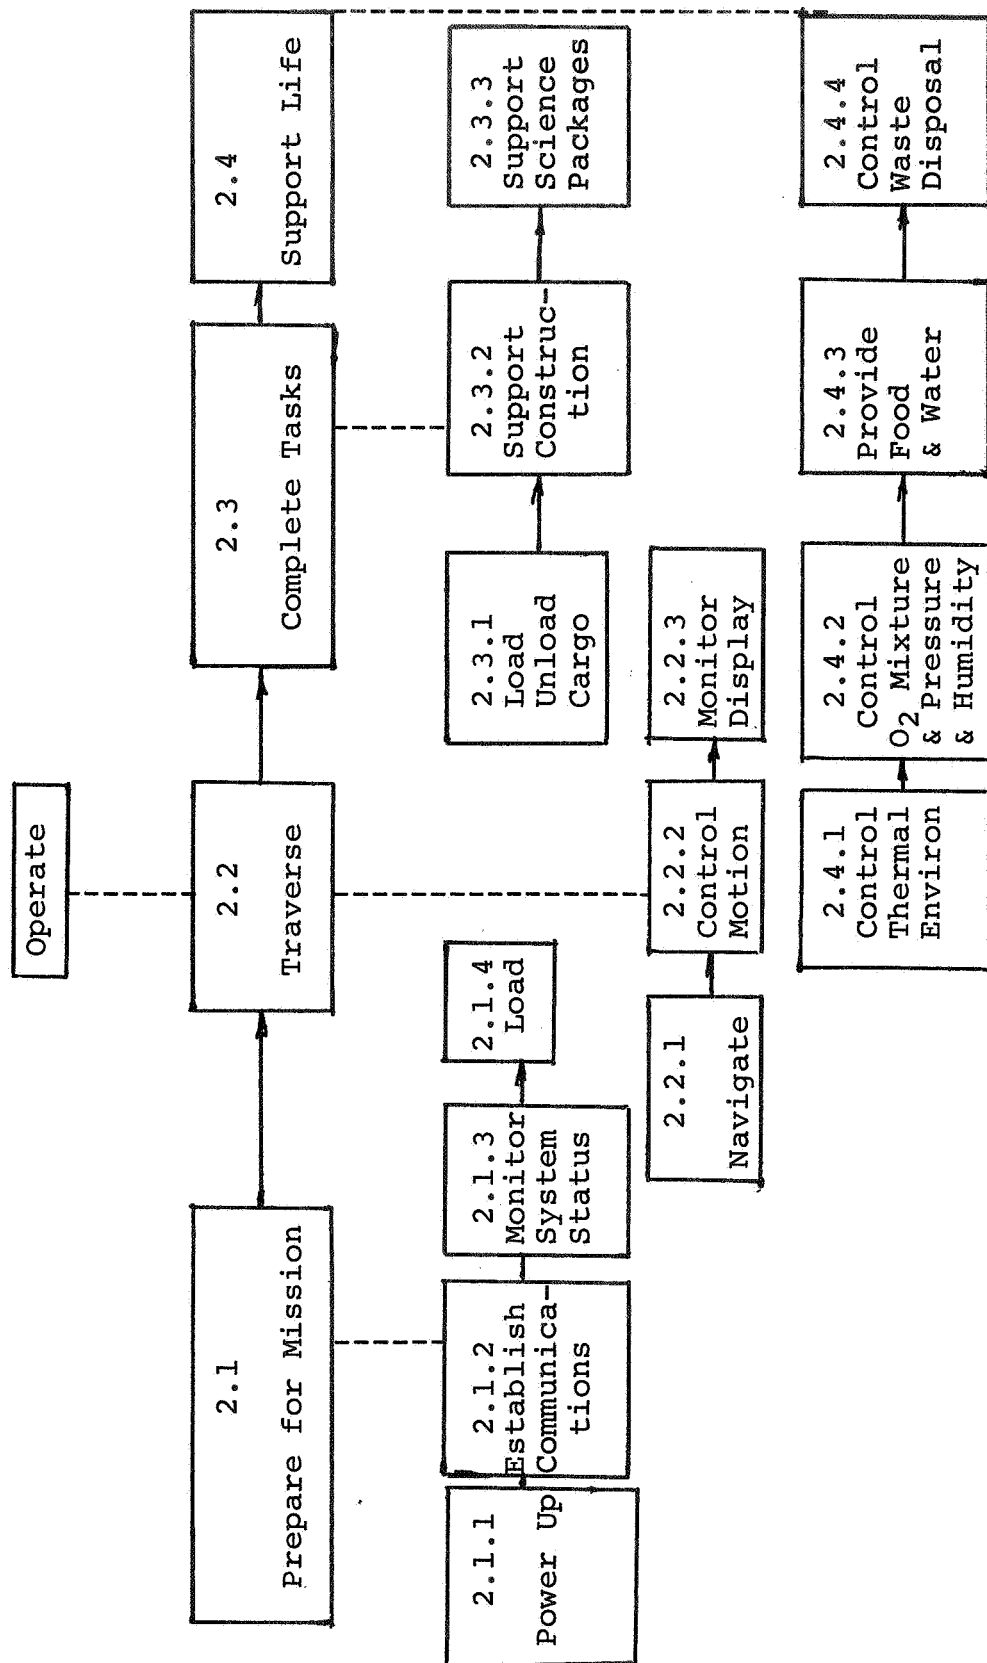 Operate
2.1
Prepare for Mission
2.2
Traverse
2.3
Complete Tasks
2.4
Support Life
2.1.1
Power Up
2.1.2
Establish
Communica-
tions
2.1.3
Monitor
System
Status
2.1.4
Load
2.3.1
Load
Unload
Cargo
2.3.2
Support
Construc-
tion
2.3.3
Support
Science
Packages
2.2.1
Navigate
2.2.2
Control
Motion
2.2.3
Monitor
Display
2.4.1
Control
Thermal
Environ
2.4.2
Control
O2 Mixture
& Pressure
& Humidity
2.4.3
Provide
Food
& Water
2.4.4
Control
Waste
Disposal